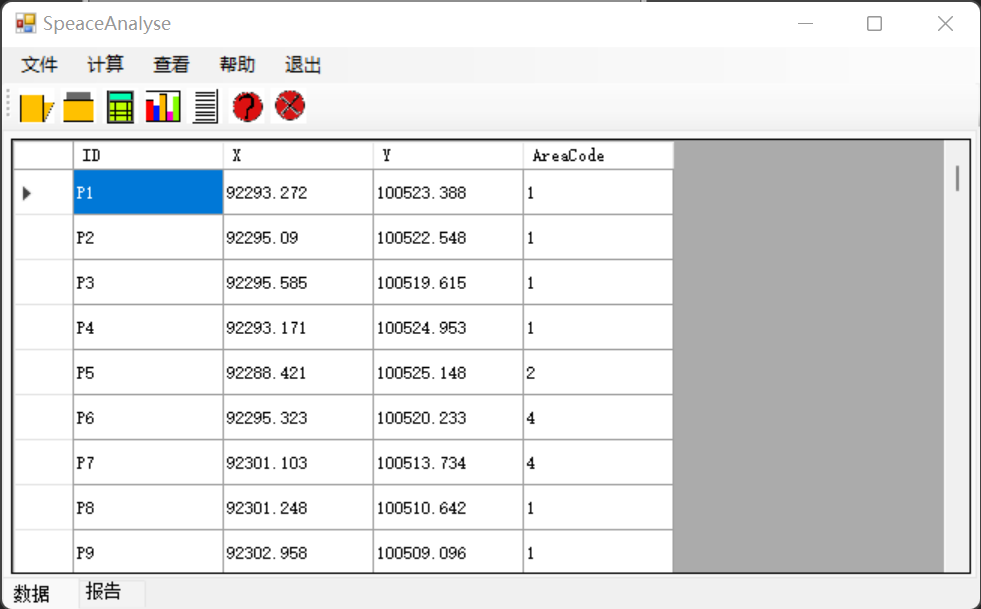 SpeaceAnalyse
文件 计算 查看 帮助 退出
ID X Y AreaCode
P1 92293.272 100523.388 1
P2 92295.09 100522.548 1
P3 92295.585 100519.615 1
P4 92293.171 100524.953 1
P5 92288.421 100525.148 2
P6 92295.323 100520.233 4
P7 92301.103 100513.734 4
P8 92301.248 100510.642 1
P9 92302.958 100509.096 1
数据 报告